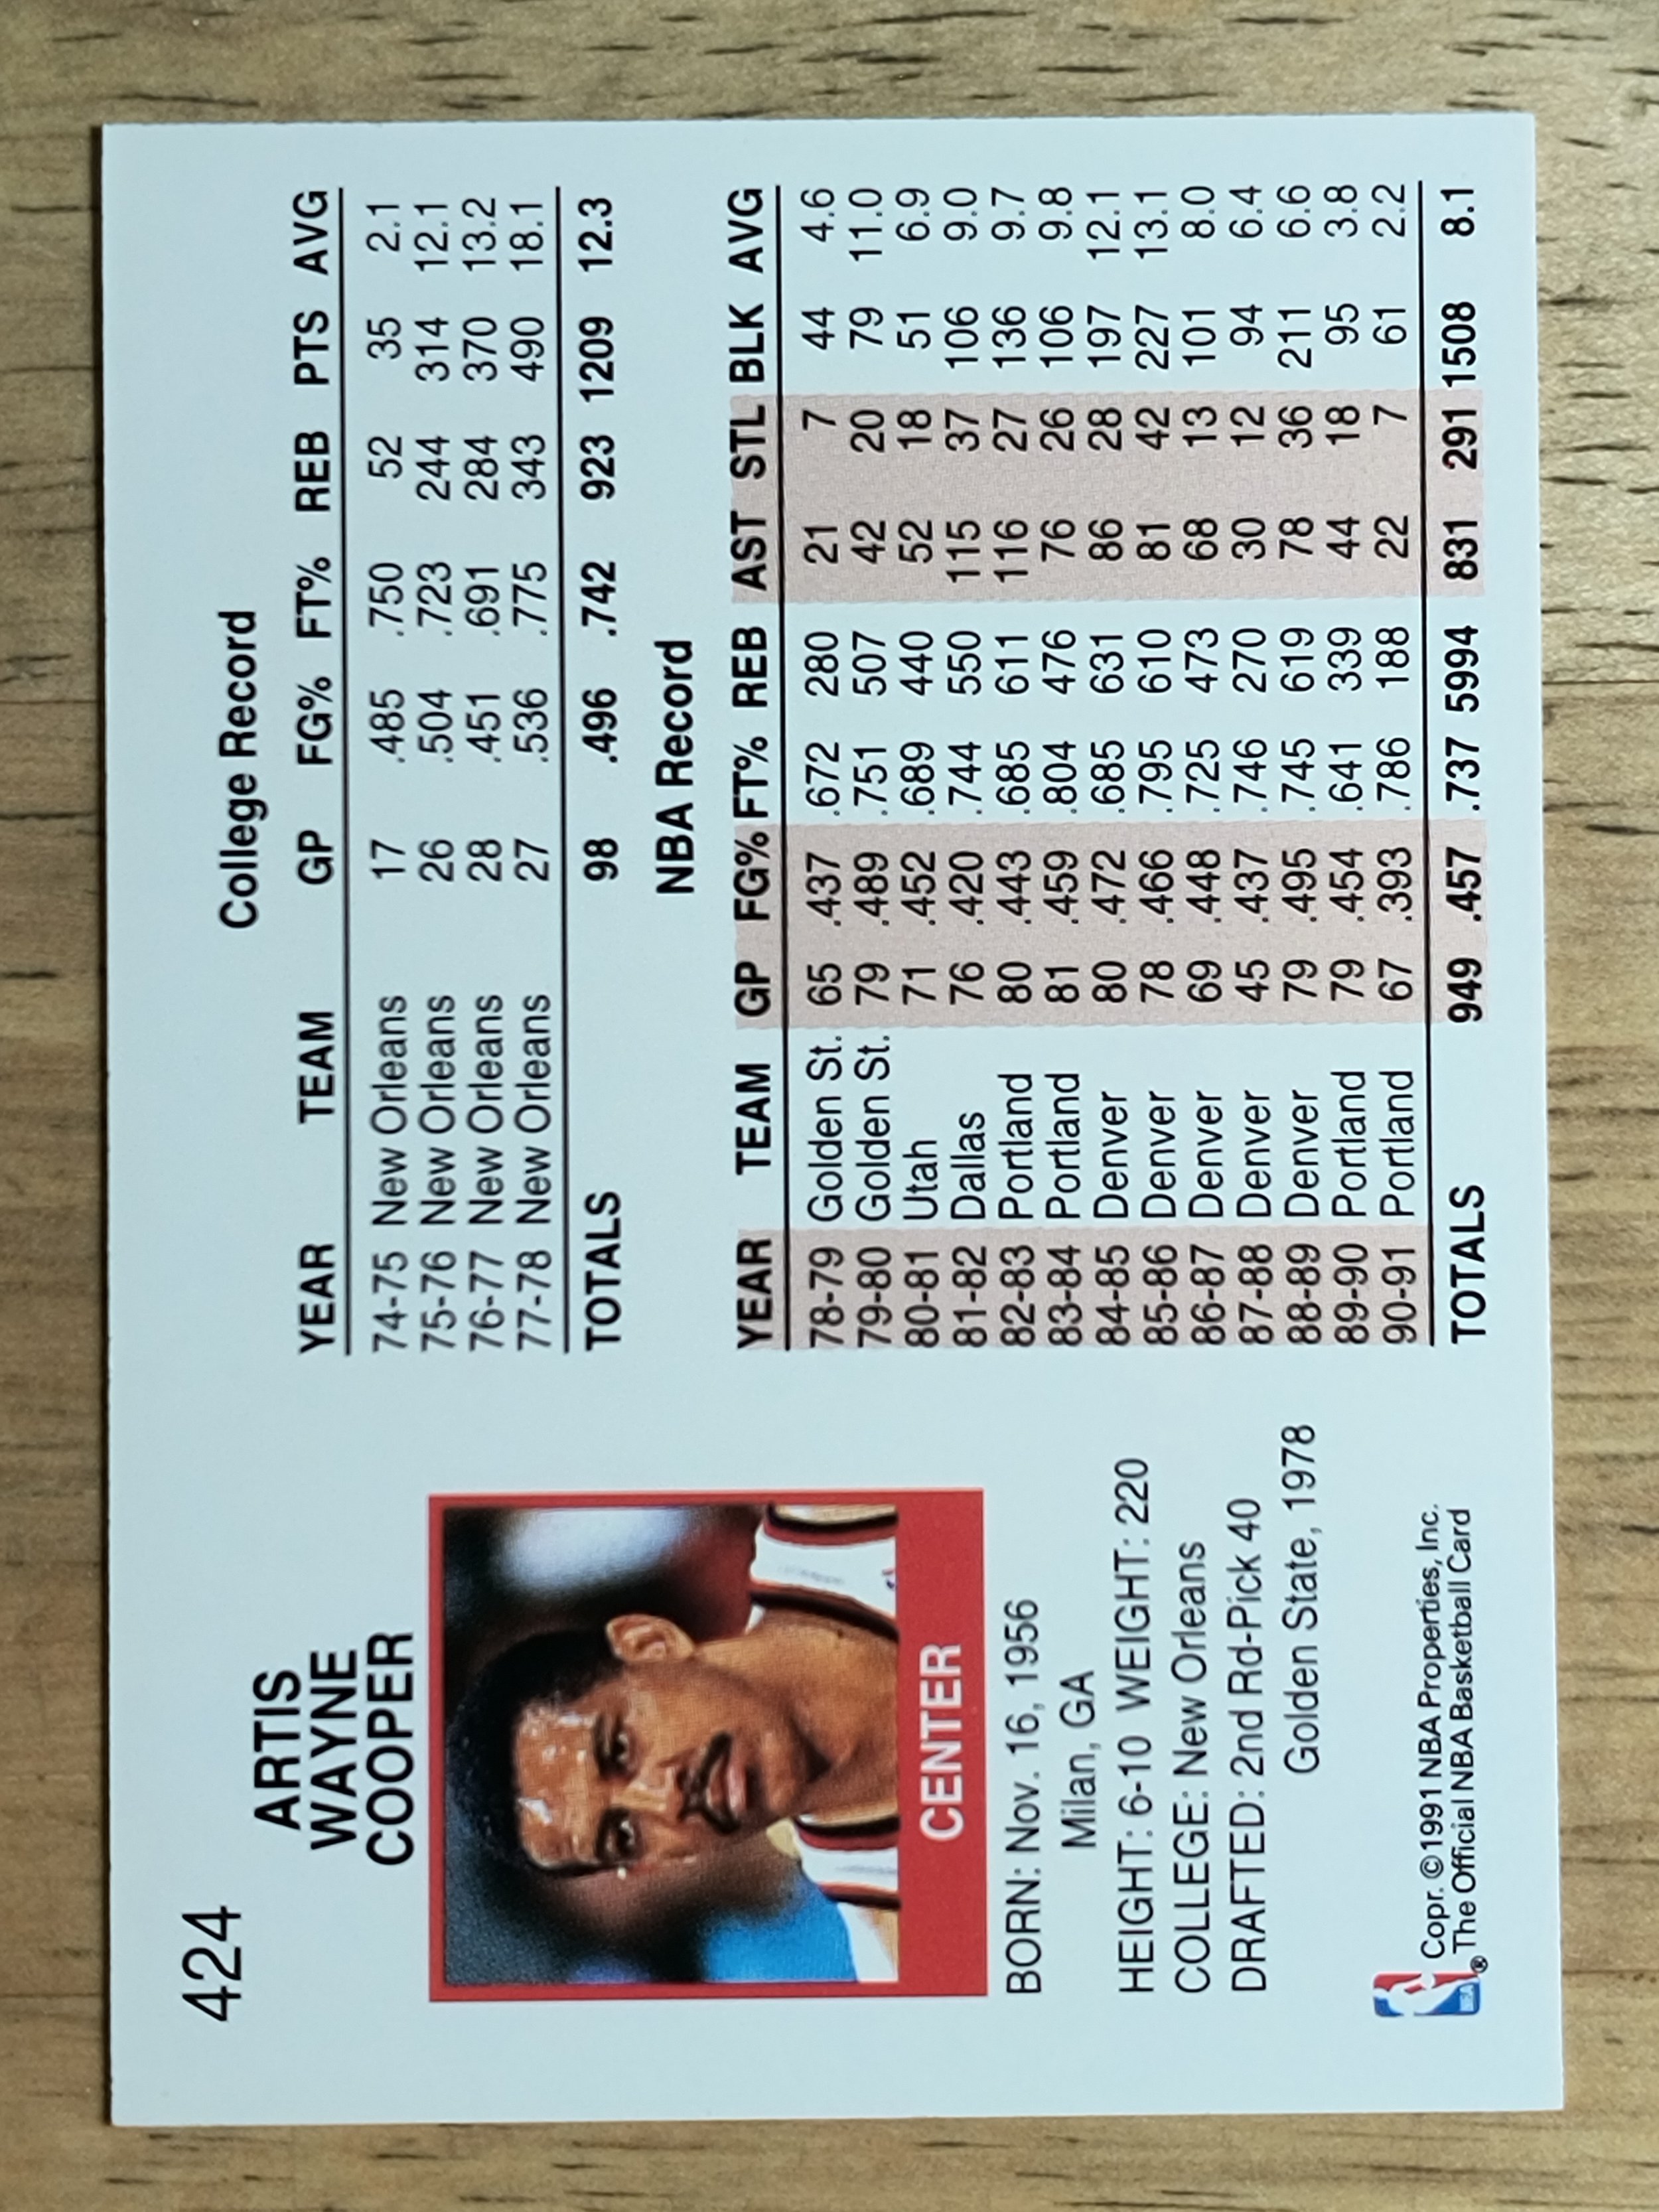 424
ARTIS
WAYNE
COOPER
CENTER
BORN: Nov. 16, 1956
Milan, GA
HEIGHT: 6-10 WEIGHT: 220
COLLEGE: New Orleans
DRAFTED: 2nd Rd-Pick 40
Golden State, 1978
Copr. ©1991 NBA Properties, Inc.
NBA ® The Official NBA Basketball Card
College Record
YEAR TEAM GP FG% FT% REB PTS AVG
74-75 New Orleans 17 .485 .750 52 35 2.1
75-76 New Orleans 26 .504 .723 244 314 12.1
76-77 New Orleans 28 .451 .691 284 370 13.2
77-78 New Orleans 27 .536 .775 343 490 18.1
TOTALS 98 .496 .742 923 1209 12.3
NBA Record
YEAR TEAM GP FG% FT% REB AST STL BLK AVG
78-79 Golden St. 65 .437 .672 280 21 7 44 4.6
79-80 Golden St. 79 .489 .751 507 42 20 79 11.0
80-81 Utah 71 .452 .689 440 52 18 51 6.9
81-82 Dallas 76 .420 .744 550 115 37 106 9.0
82-83 Portland 80 .443 .685 611 116 27 136 9.7
83-84 Portland 81 .459 .804 476 76 26 106 9.8
84-85 Denver 80 .472 .685 631 86 28 197 12.1
85-86 Denver 78 .466 .795 610 81 42 227 13.1
86-87 Denver 69 .448 .725 473 68 13 101 8.0
87-88 Denver 45 .437 .746 270 30 12 94 6.4
88-89 Denver 79 .495 .745 619 78 36 211 6.6
89-90 Portland 79 .454 .641 339 44 18 95 3.8
90-91 Portland 67 .393 .786 188 22 7 61 2.2
TOTALS 949 .457 .737 5994 831 291 1508 8.1